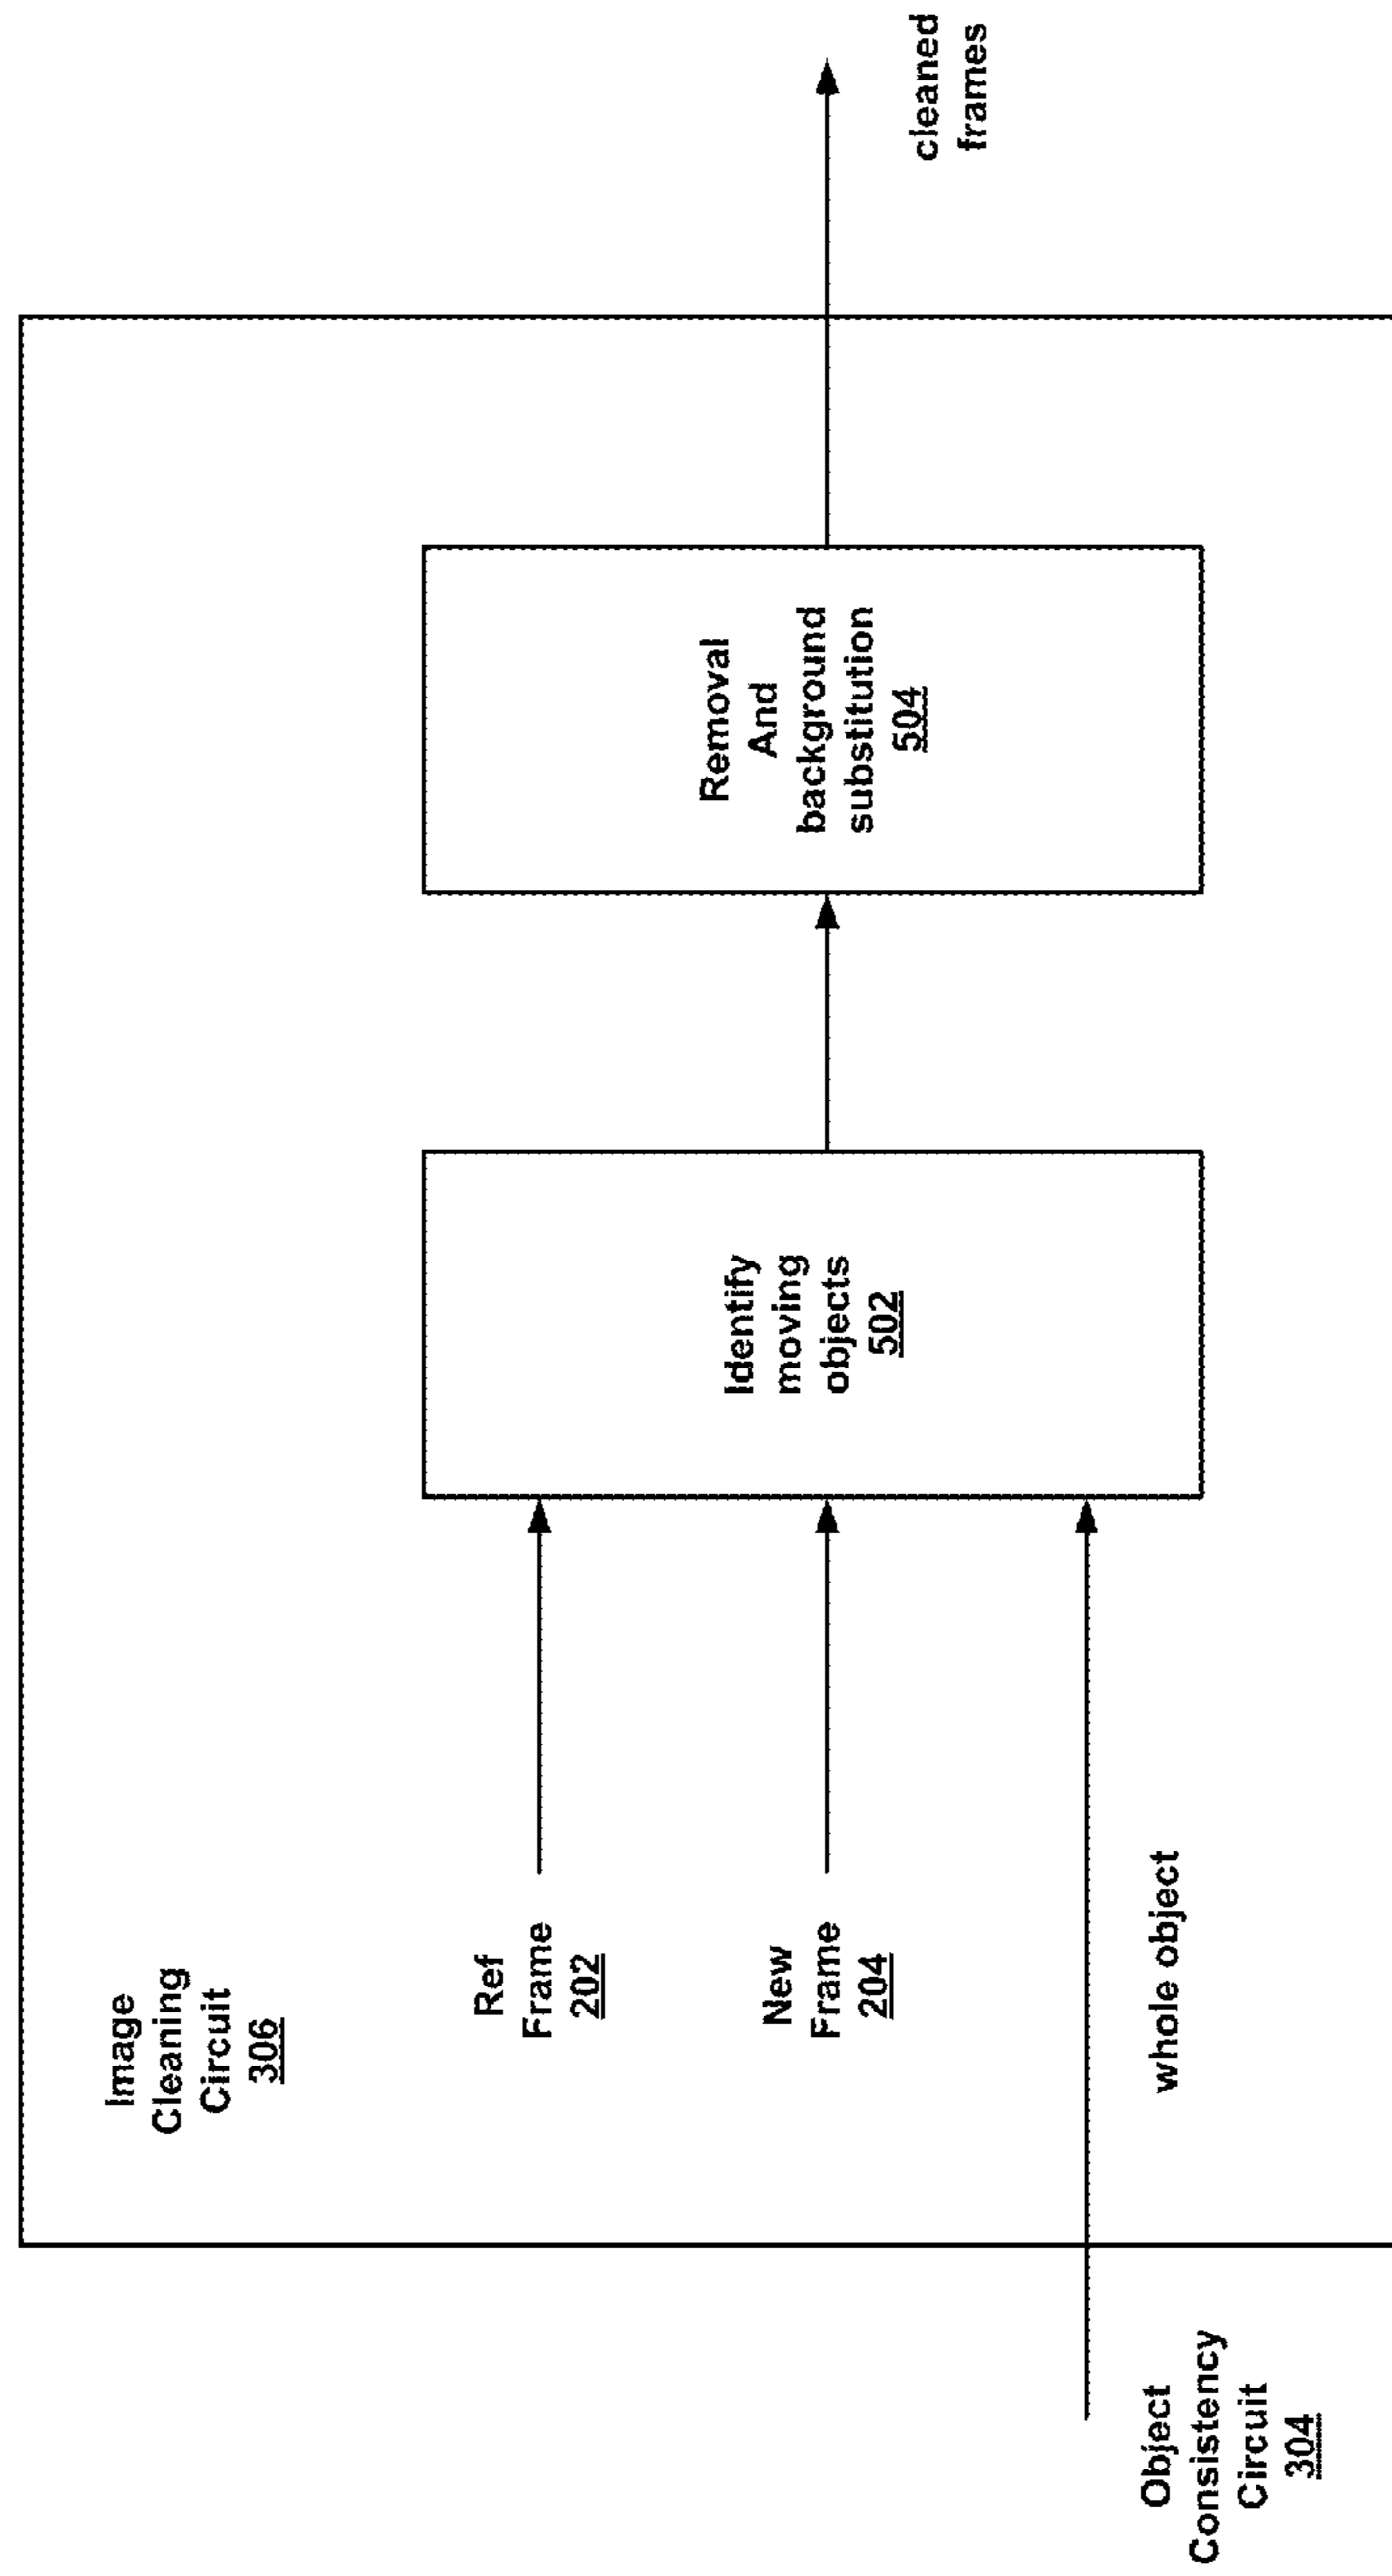 Image
Cleaning
Circuit
306
Ref
Frame
202
New
Frame
204
whole object
Object
Consistency
Circuit
304
Identify
moving
objects
502
Removal
And
background
substitution
504
cleaned
frames